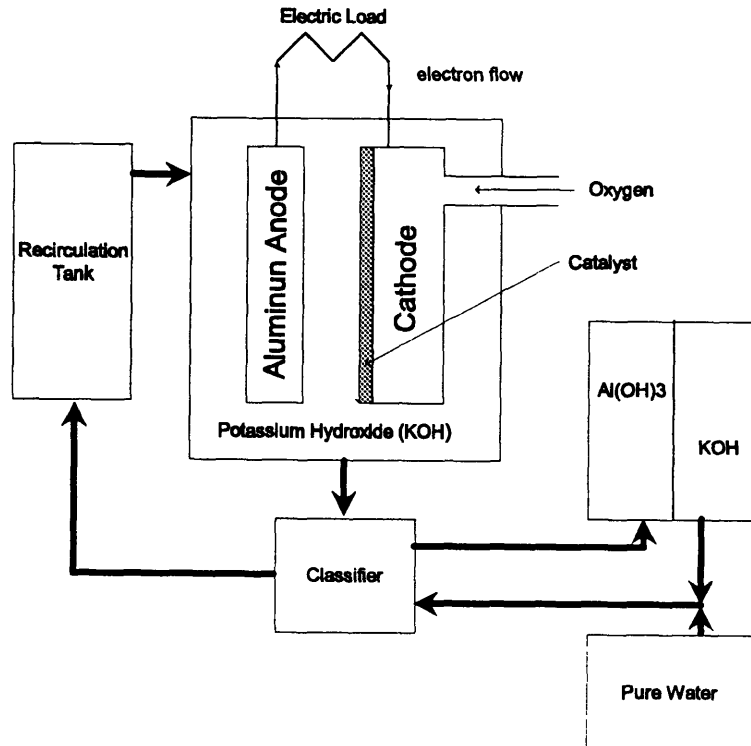 Electric Load
electron flow
Recirculation
Tank
Aluminun Anode
Cathode
Oxygen
Catalyst
Potassium Hydroxide (KOH)
Al(OH)3
KOH
Classifier
Pure Water